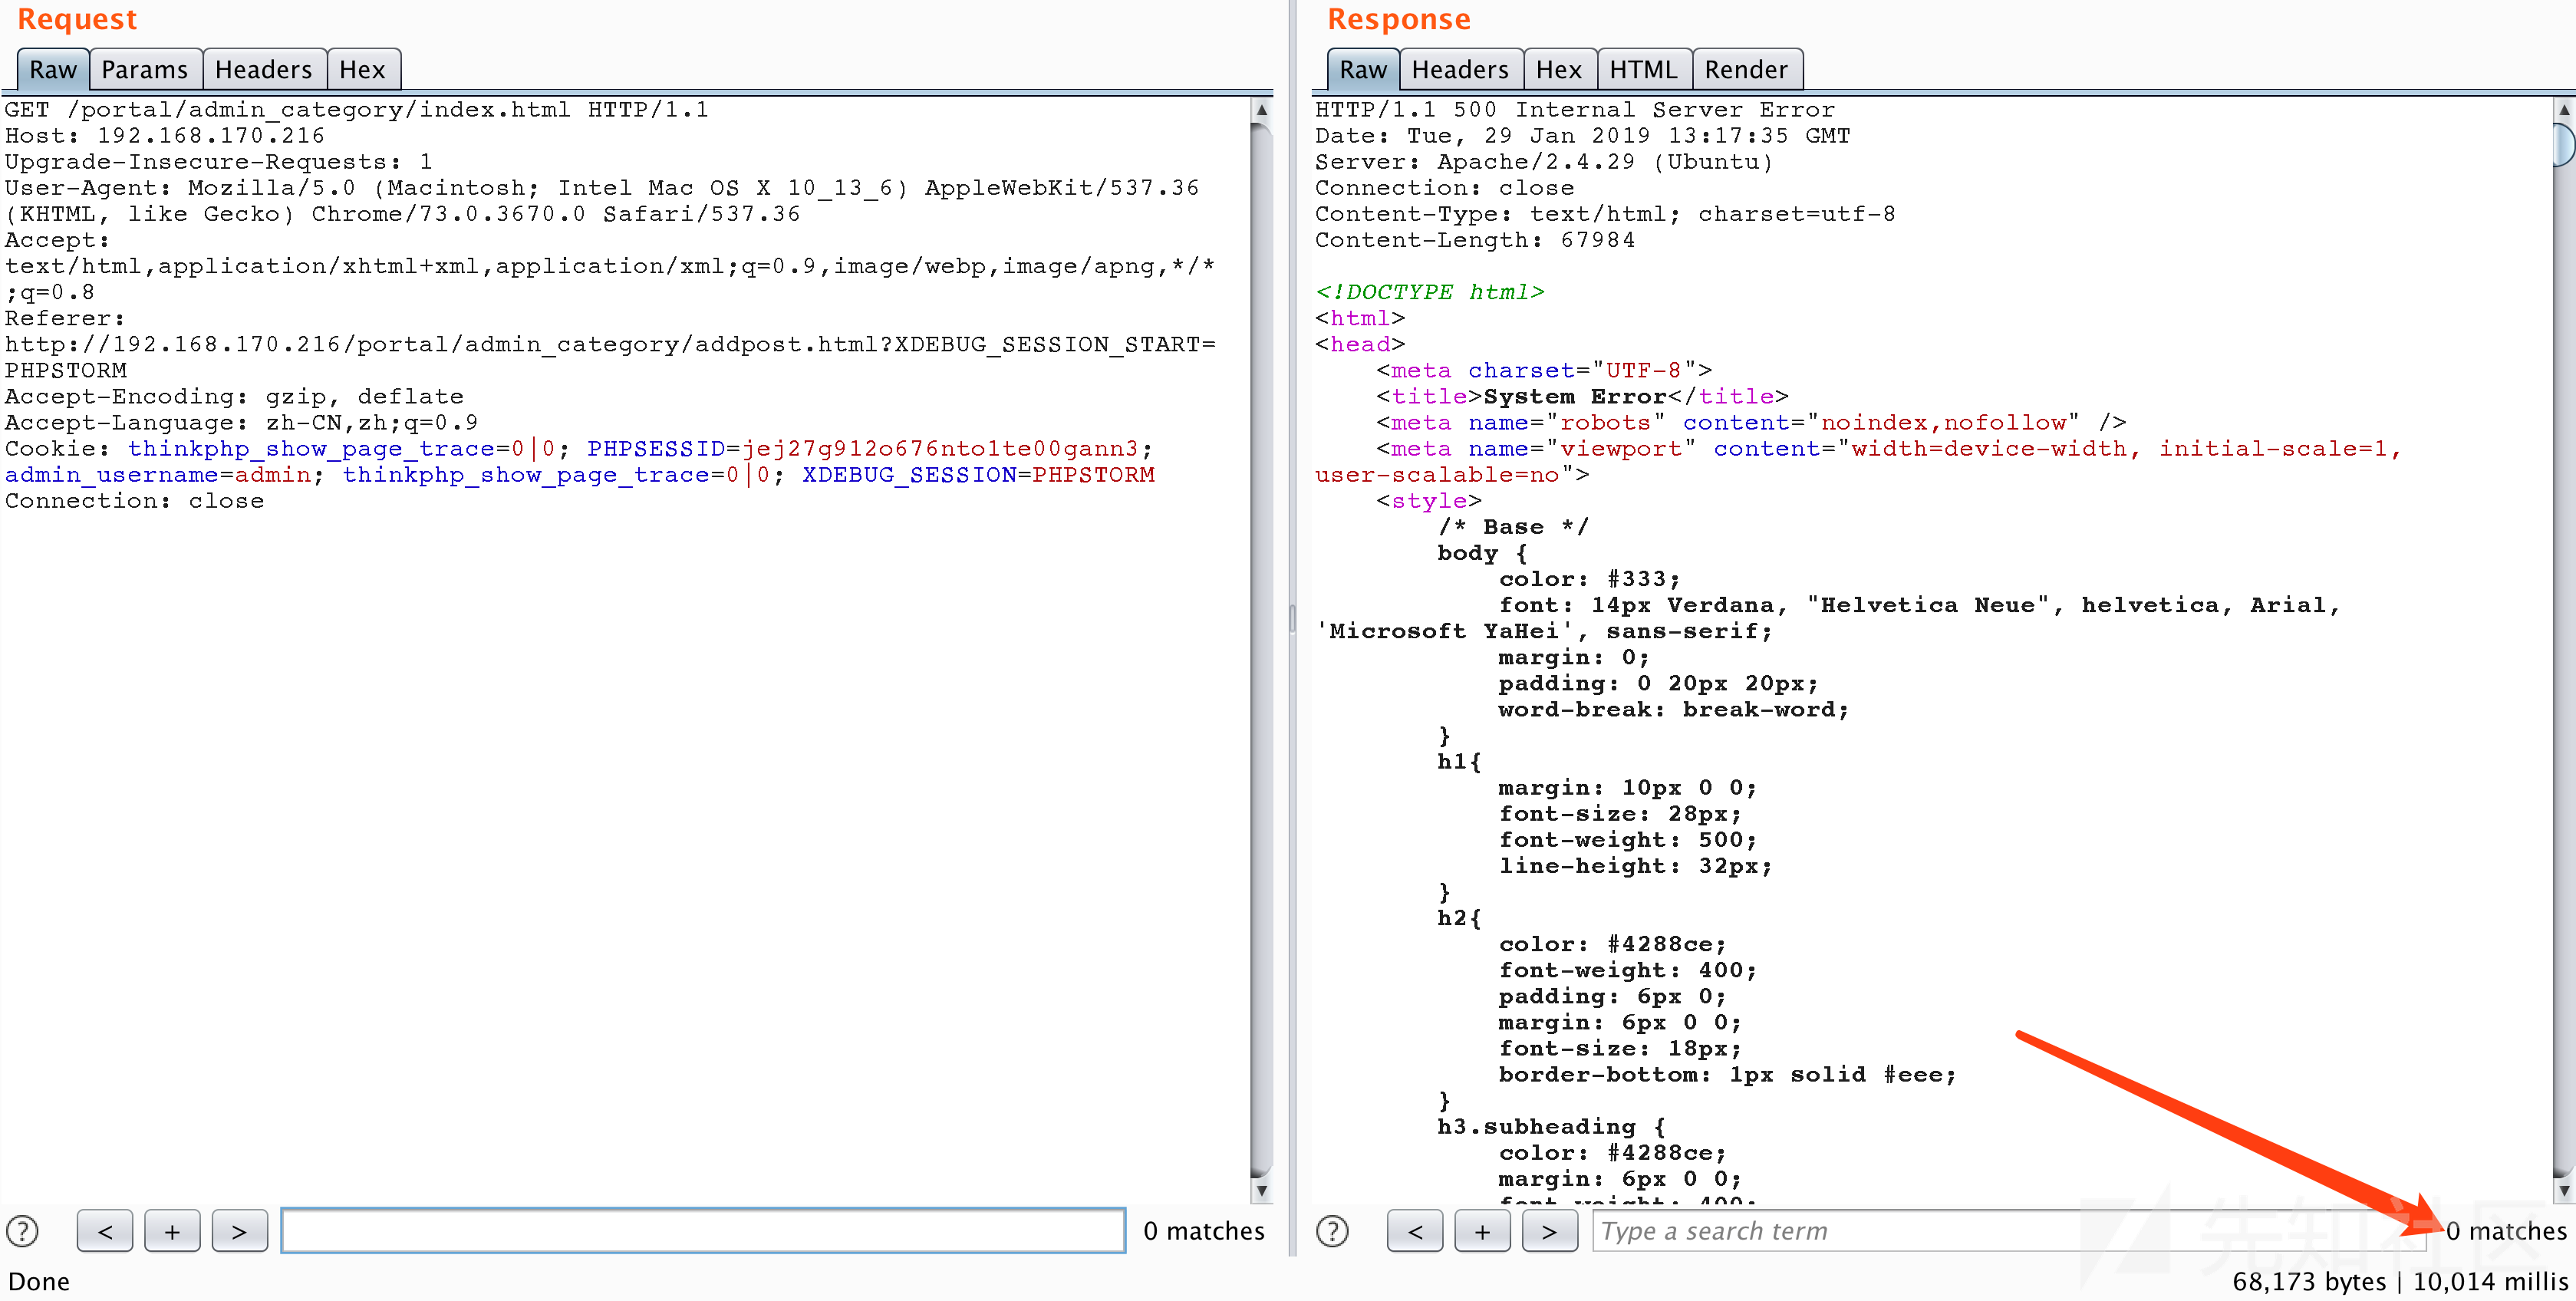 Request
Raw Params Headers Hex
GET /portal/admin_category/index.html HTTP/1.1
Host: 192.168.170.216
Upgrade-Insecure-Requests: 1
User-Agent: Mozilla/5.0 (Macintosh; Intel Mac OS X 10_13_6) AppleWebKit/537.36
(KHTML, like Gecko) Chrome/73.0.3670.0 Safari/537.36
Accept:
text/html,application/xhtml+xml,application/xml;q=0.9,image/webp,image/apng,*/*
;q=0.8
Referer:
http://192.168.170.216/portal/admin_category/addpost.html?XDEBUG_SESSION_START=
PHPSTORM
Accept-Encoding: gzip, deflate
Accept-Language: zh-CN,zh;q=0.9
Cookie: thinkphp_show_page_trace=0|0; PHPSESSID=jej27g912o676nto1te00gann3;
admin_username=admin; thinkphp_show_page_trace=0|0; XDEBUG_SESSION=PHPSTORM
Connection: close
? < + > 0 matches
Done
Response
Raw Headers Hex HTML Render
HTTP/1.1 500 Internal Server Error
Date: Tue, 29 Jan 2019 13:17:35 GMT
Server: Apache/2.4.29 (Ubuntu)
Connection: close
Content-Type: text/html; charset=utf-8
Content-Length: 67984
<!DOCTYPE html>
<html>
<head>
<meta charset="UTF-8">
<title>System Error</title>
<meta name="robots" content="noindex,nofollow" />
<meta name="viewport" content="width=device-width, initial-scale=1,
user-scalable=no">
<style>
/* Base */
body {
color: #333;
font: 14px Verdana, "Helvetica Neue", helvetica, Arial,
'Microsoft YaHei', sans-serif;
margin: 0;
padding: 0 20px 20px;
word-break: break-word;
}
h1{
margin: 10px 0 0;
font-size: 28px;
font-weight: 500;
line-height: 32px;
}
h2{
color: #4288ce;
font-weight: 400;
padding: 6px 0;
margin: 6px 0 0;
font-size: 18px;
border-bottom: 1px solid #eee;
}
h3.subheading {
color: #4288ce;
margin: 6px 0 0;
font-weight: 400;
? < + > Type a search term 0 matches
先知社区
68,173 bytes | 10,014 millis